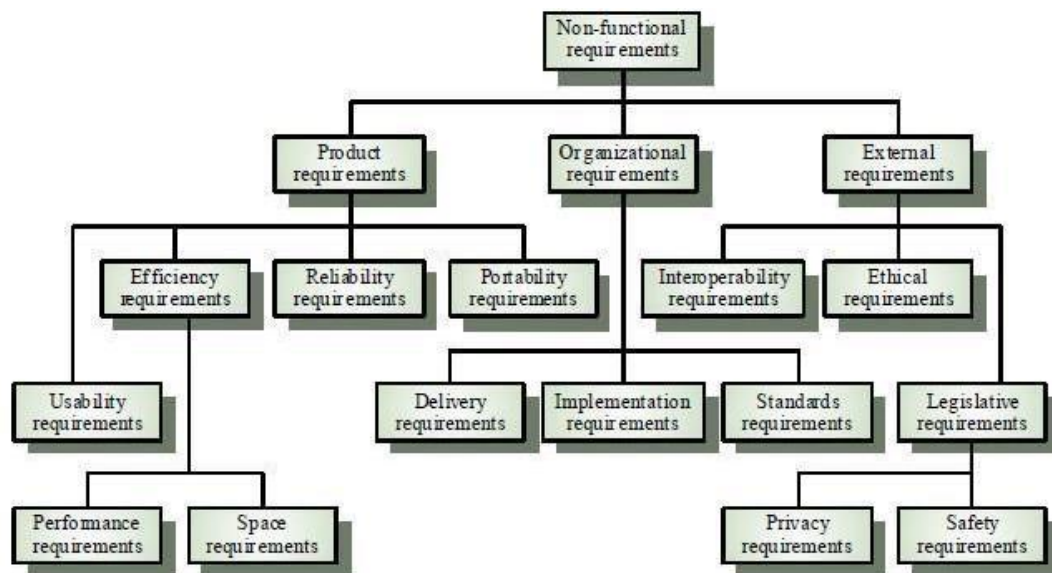 Non-functional
requirements
Product
requirements
Organizational
requirements
External
requirements
Efficiency
requirements
Reliability
requirements
Portability
requirements
Interoperability
requirements
Ethical
requirements
Usability
requirements
Delivery
requirements
Implementation
requirements
Standards
requirements
Legislative
requirements
Performance
requirements
Space
requirements
Privacy
requirements
Safety
requirements